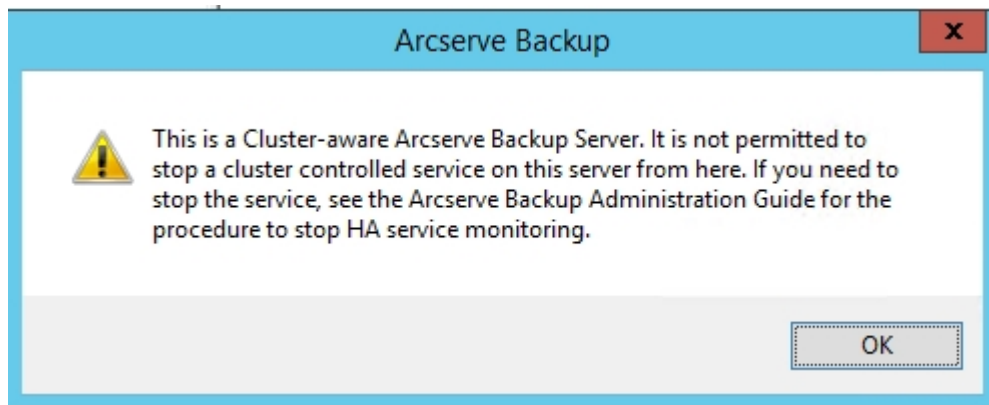 Arcserve Backup
x
This is a Cluster-aware Arcserve Backup Server. It is not permitted to
stop a cluster controlled service on this server from here. If you need to
stop the service, see the Arcserve Backup Administration Guide for the
procedure to stop HA service monitoring.
OK